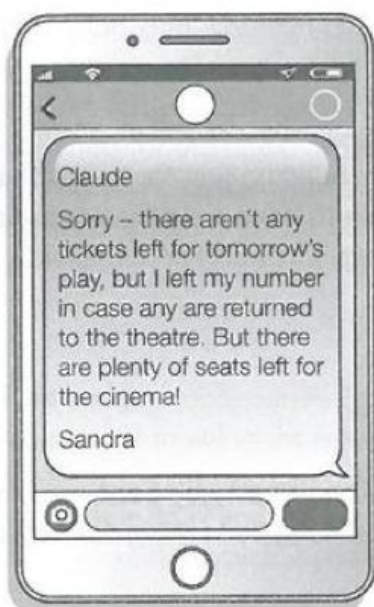 Claude
Sorry – there aren't any
tickets left for tomorrow's
play, but I left my number
in case any are returned
to the theatre. But there
are plenty of seats left for
the cinema!
Sandra